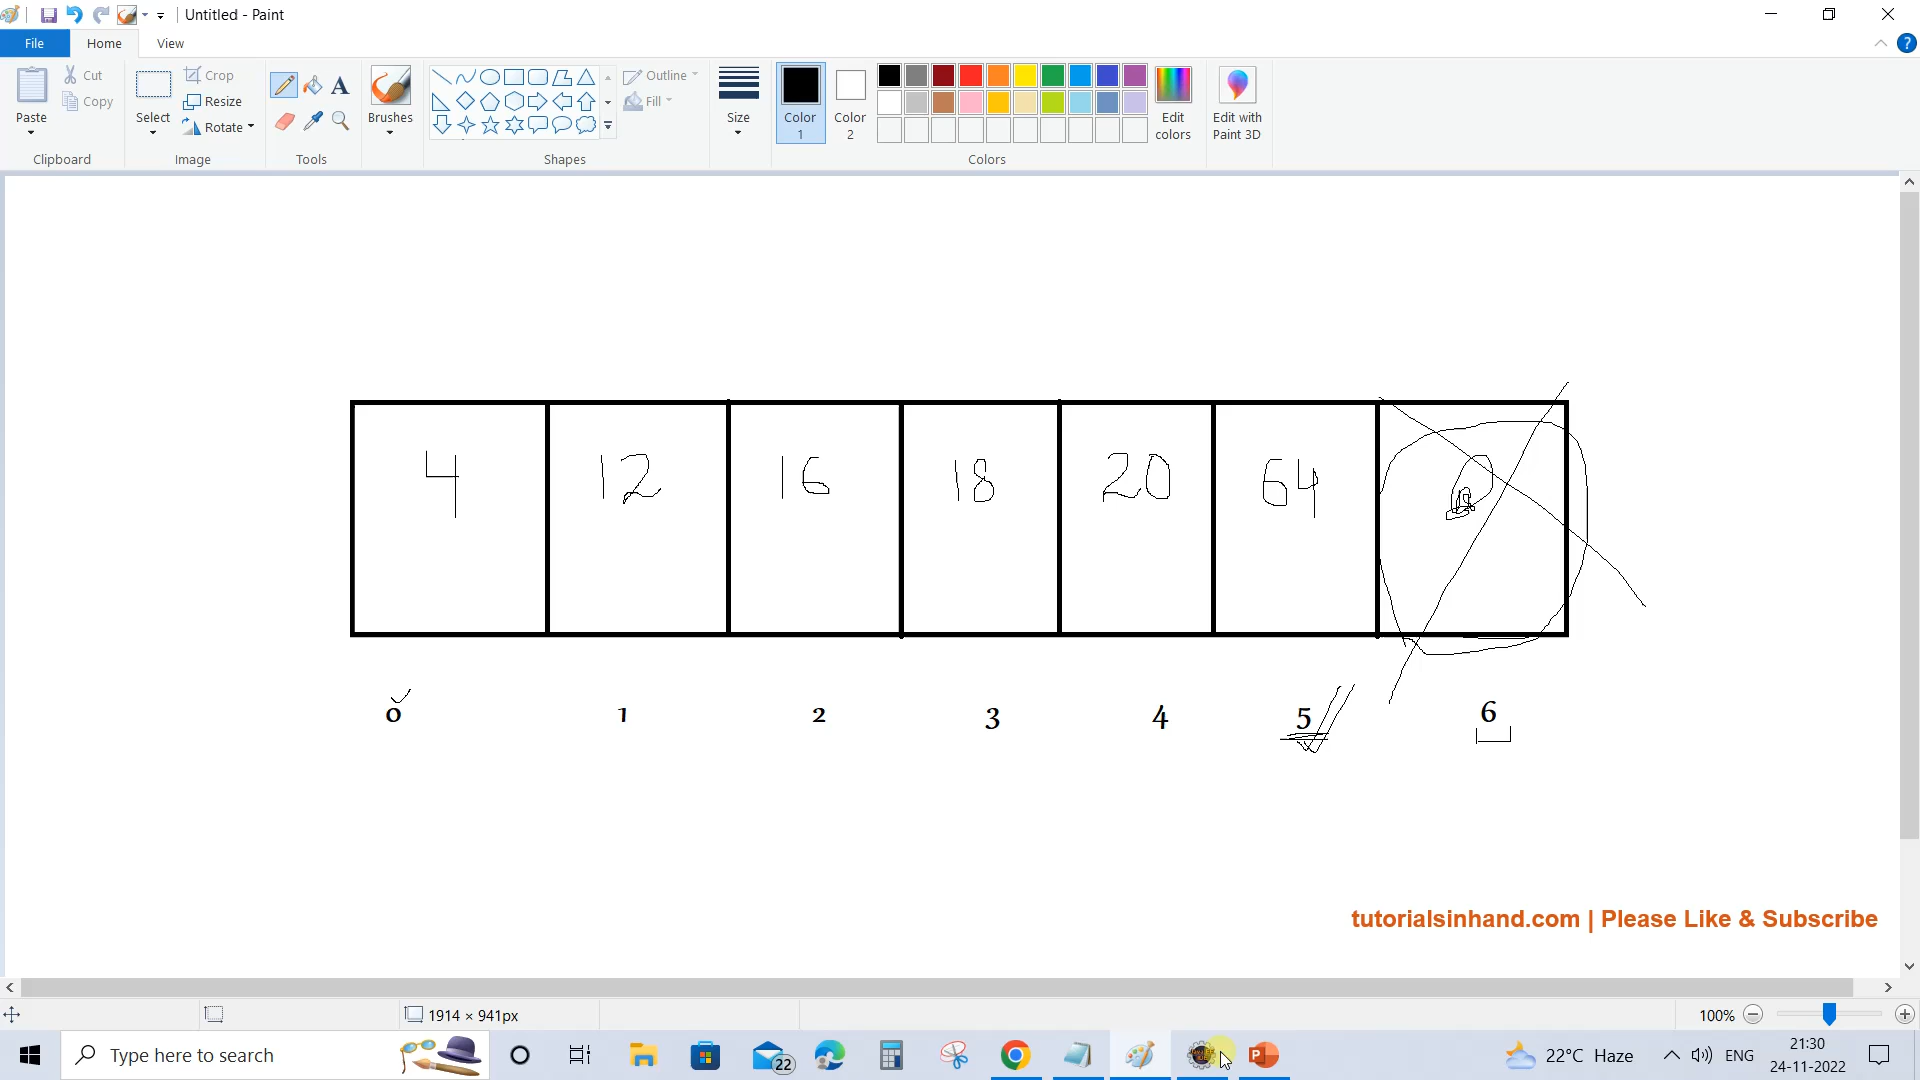 Untitled - Paint
File Home View
Paste
Cut
Copy
Clipboard
Select
Crop
Resize
Rotate
Image
A
Tools
Brushes
Shapes
Outline
Fill
Size
Color 1
Color 2
Colors
Edit colors
Edit with Paint 3D
?
4 12 16 18 20 64
0 1 2 3 4 5 6
tutorialsinhand.com | Please Like & Subscribe
1914 × 941px
100%
Type here to search
22
22°C Haze
ENG
21:30
24-11-2022